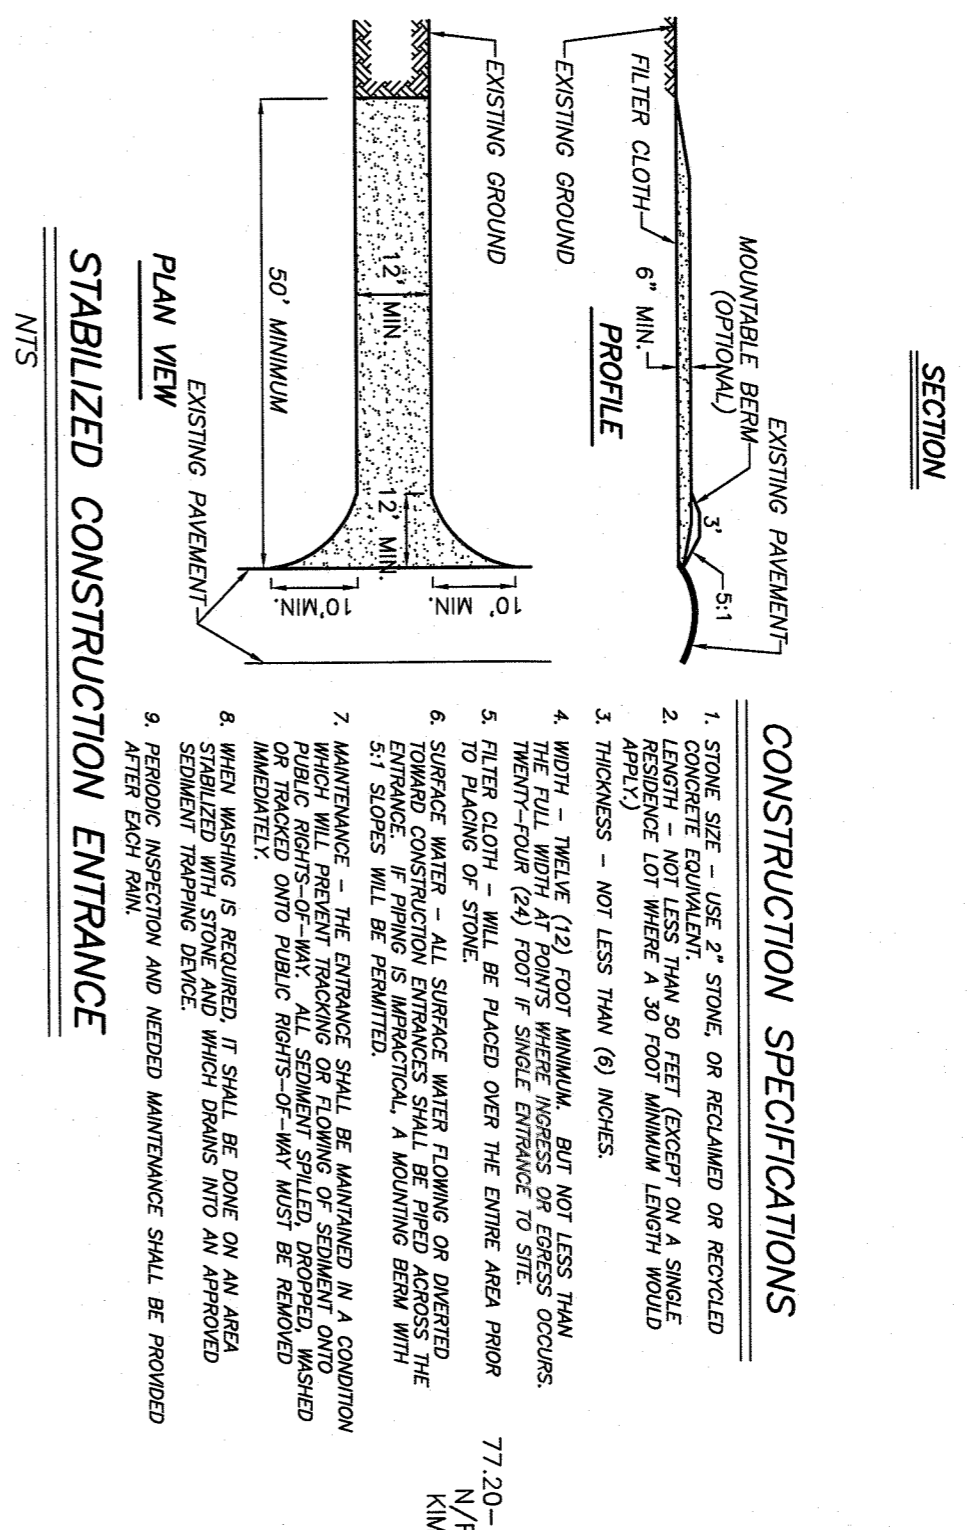 SECTION
EXISTING PAVEMENT
MOUNTABLE BERM
(OPTIONAL)
3'
5:1
FILTER CLOTH
6" MIN.
EXISTING GROUND
PROFILE
EXISTING GROUND
12'
MIN.
12' MIN.
10' MIN.
10' MIN.
50' MINIMUM
EXISTING PAVEMENT
PLAN VIEW
STABILIZED CONSTRUCTION ENTRANCE
NTS
CONSTRUCTION SPECIFICATIONS
1. STONE SIZE – USE 2" STONE, OR RECLAIMED OR RECYCLED
CONCRETE EQUIVALENT.
2. LENGTH – NOT LESS THAN 50 FEET (EXCEPT ON A SINGLE
RESIDENCE LOT WHERE A 30 FOOT MINIMUM LENGTH WOULD
APPLY.)
3. THICKNESS – NOT LESS THAN (6) INCHES.
4. WIDTH – TWELVE (12) FOOT MINIMUM. BUT NOT LESS THAN
THE FULL WIDTH AT POINTS WHERE INGRESS OR EGRESS OCCURS.
TWENTY–FOUR (24) FOOT IF SINGLE ENTRANCE TO SITE.
5. FILTER CLOTH – WILL BE PLACED OVER THE ENTIRE AREA PRIOR
TO PLACING OF STONE.
6. SURFACE WATER – ALL SURFACE WATER FLOWING OR DIVERTED
TOWARD CONSTRUCTION ENTRANCES SHALL BE PIPED ACROSS THE
ENTRANCE. IF PIPING IS IMPRACTICAL, A MOUNTING BERM WITH
5:1 SLOPES WILL BE PERMITTED.
7. MAINTENANCE – THE ENTRANCE SHALL BE MAINTAINED IN A CONDITION
WHICH WILL PREVENT TRACKING OR FLOWING OF SEDIMENT ONTO
PUBLIC RIGHTS–OF–WAY. ALL SEDIMENT SPILLED, DROPPED, WASHED
OR TRACKED ONTO PUBLIC RIGHTS–OF–WAY MUST BE REMOVED
IMMEDIATELY.
8. WHEN WASHING IS REQUIRED, IT SHALL BE DONE ON AN AREA
STABILIZED WITH STONE AND WHICH DRAINS INTO AN APPROVED
SEDIMENT TRAPPING DEVICE.
9. PERIODIC INSPECTION AND NEEDED MAINTENANCE SHALL BE PROVIDED
AFTER EACH RAIN.
77.20–